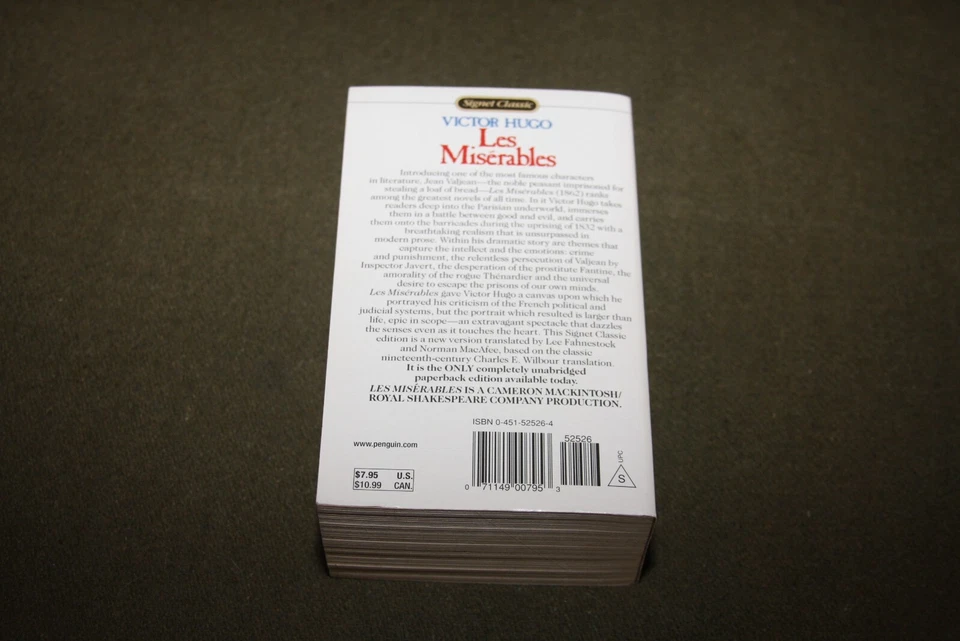 Signet Classic
VICTOR HUGO
Les
Misérables
Introducing one of the most famous characters
in literature, Jean Valjean—the noble peasant imprisoned for
stealing a loaf of bread—Les Misérables (1862) ranks
among the greatest novels of all time. In it Victor Hugo takes
readers deep into the Parisian underworld, immerses
them in a battle between good and evil, and carries
them onto the barricades during the uprising of 1832 with a
breathtaking realism that is unsurpassed in
modern prose. Within his dramatic story are themes that
capture the intellect and the emotions: crime
and punishment, the relentless persecution of Valjean by
Inspector Javert, the desperation of the prostitute Fantine, the
amorality of the rogue Thénardier and the universal
desire to escape the prisons of our own minds.
Les Misérables gave Victor Hugo a canvas upon which he
portrayed his criticism of the French political and
judicial systems, but the portrait which resulted is larger than
life, epic in scope—an extravagant spectacle that dazzles
the senses even as it touches the heart. This Signet Classic
edition is a new version translated by Lee Fahnestock
and Norman MacAfee, based on the classic
nineteenth-century Charles E. Wilbour translation.
It is the ONLY completely unabridged
paperback edition available today.
LES MISÉRABLES IS A CAMERON MACKINTOSH/
ROYAL SHAKESPEARE COMPANY PRODUCTION.
ISBN 0-451-52526-4
www.penguin.com
52526
UPC
S
$7.95 U.S.
$10.99 CAN.
0 71149 00795 3